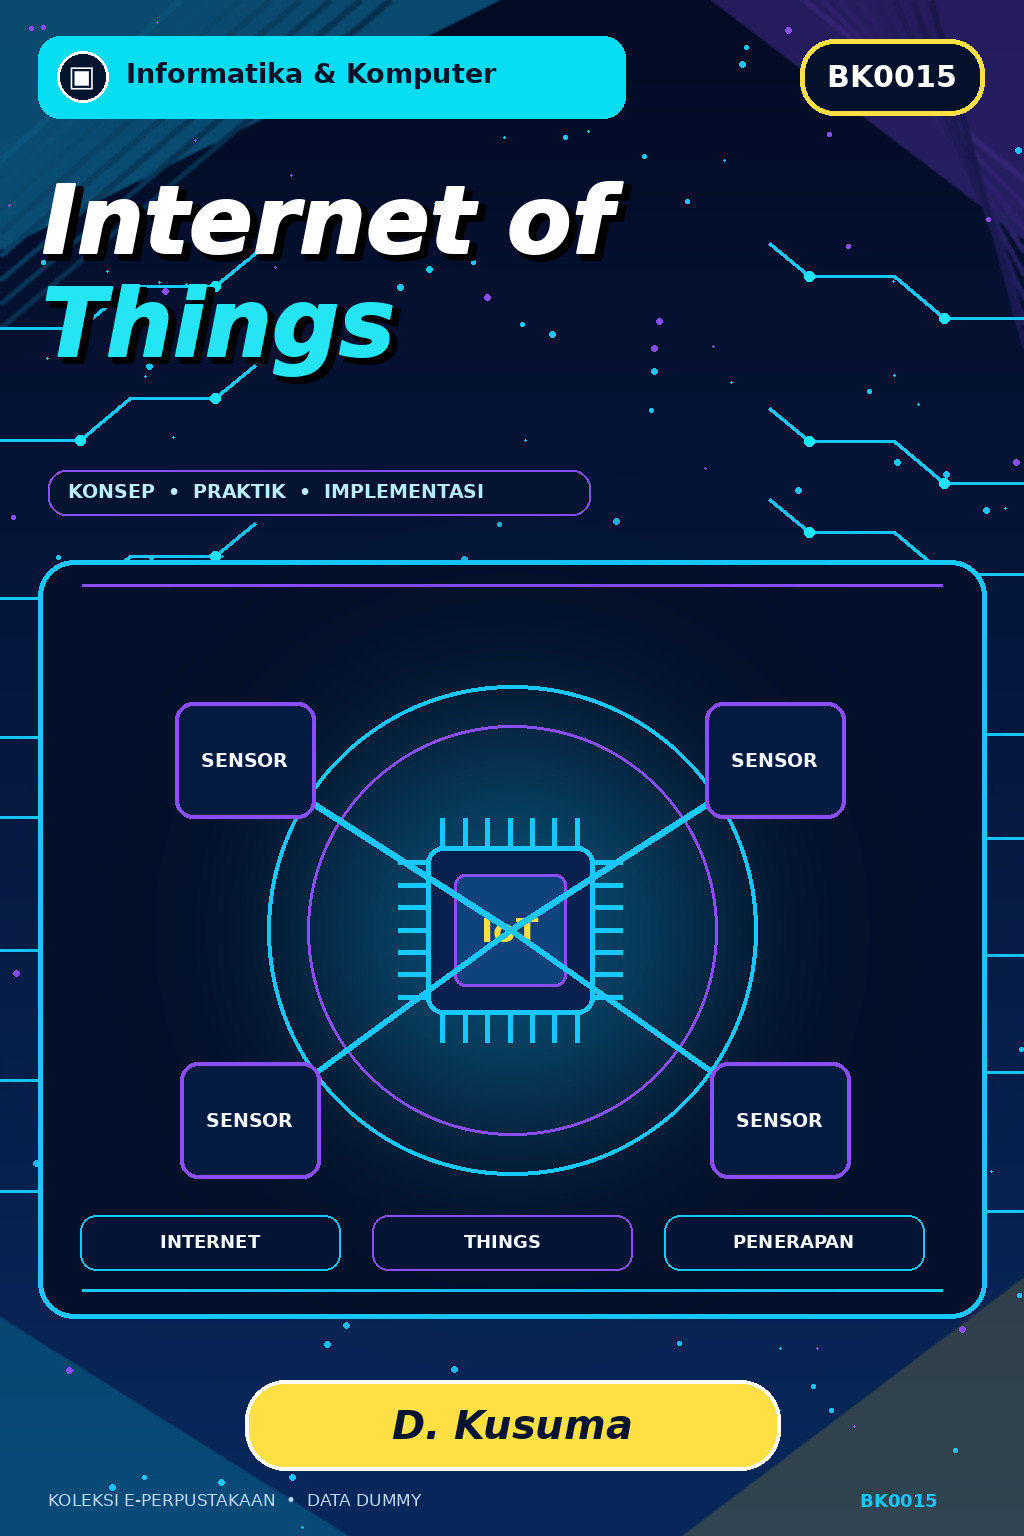 Informatika & Komputer
BK0015
Internet of
Things
KONSEP • PRAKTIK • IMPLEMENTASI
SENSOR SENSOR
IoT
SENSOR SENSOR
INTERNET THINGS PENERAPAN
D. Kusuma
KOLEKSI E-PERPUSTAKAAN • DATA DUMMY BK0015